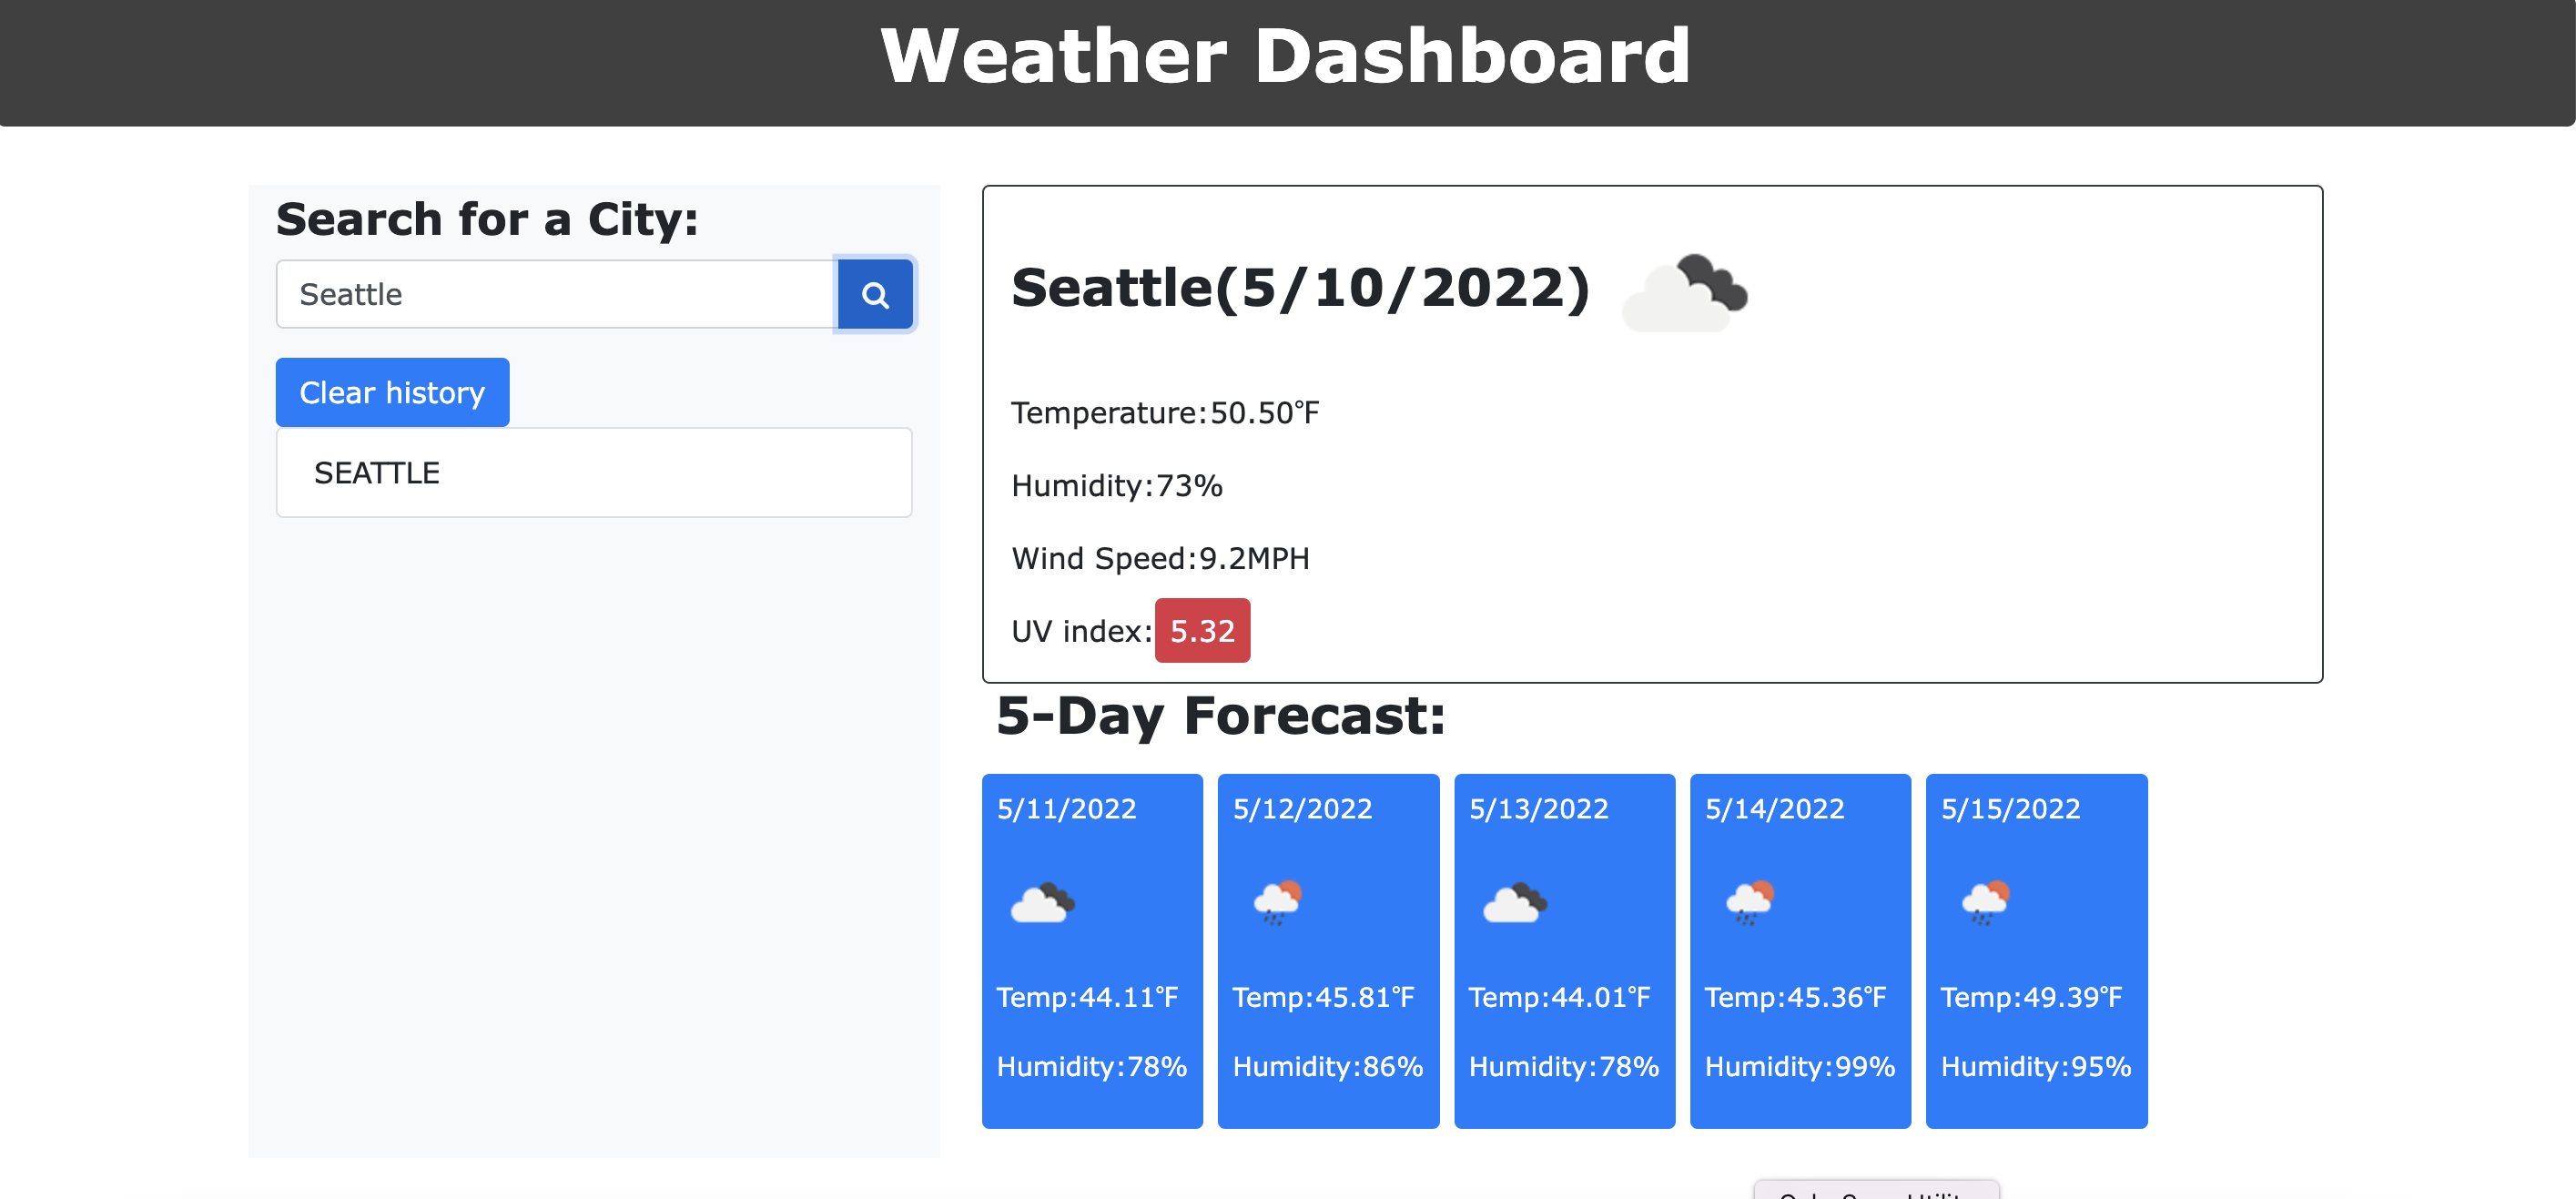 Weather Dashboard
Search for a City:
Seattle
Clear history
SEATTLE
Seattle(5/10/2022)
Temperature:50.50°F
Humidity:73%
Wind Speed:9.2MPH
UV index:5.32
5-Day Forecast:
5/11/2022
Temp:44.11°F
Humidity:78%
5/12/2022
Temp:45.81°F
Humidity:86%
5/13/2022
Temp:44.01°F
Humidity:78%
5/14/2022
Temp:45.36°F
Humidity:99%
5/15/2022
Temp:49.39°F
Humidity:95%